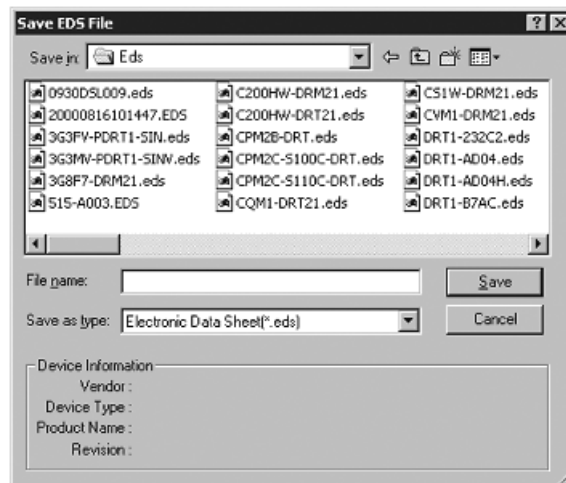 Save EDS File
Save in: Eds
0930DSL009.eds C200HW-DRM21.eds CS1W-DRM21.eds
20000816101447.EDS C200HW-DRT21.eds CVM1-DRM21.eds
3G3FV-PDRT1-SIN.eds CPM2B-DRT.eds DRT1-232C2.eds
3G3MV-PDRT1-SINV.eds CPM2C-S100C-DRT.eds DRT1-AD04.eds
3G8F7-DRM21.eds CPM2C-S110C-DRT.eds DRT1-AD04H.eds
515-A003.EDS CQM1-DRT21.eds DRT1-B7AC.eds
File name: Save
Save as type: Electronic Data Sheet(*.eds) Cancel
Device Information
Vendor :
Device Type :
Product Name :
Revision :